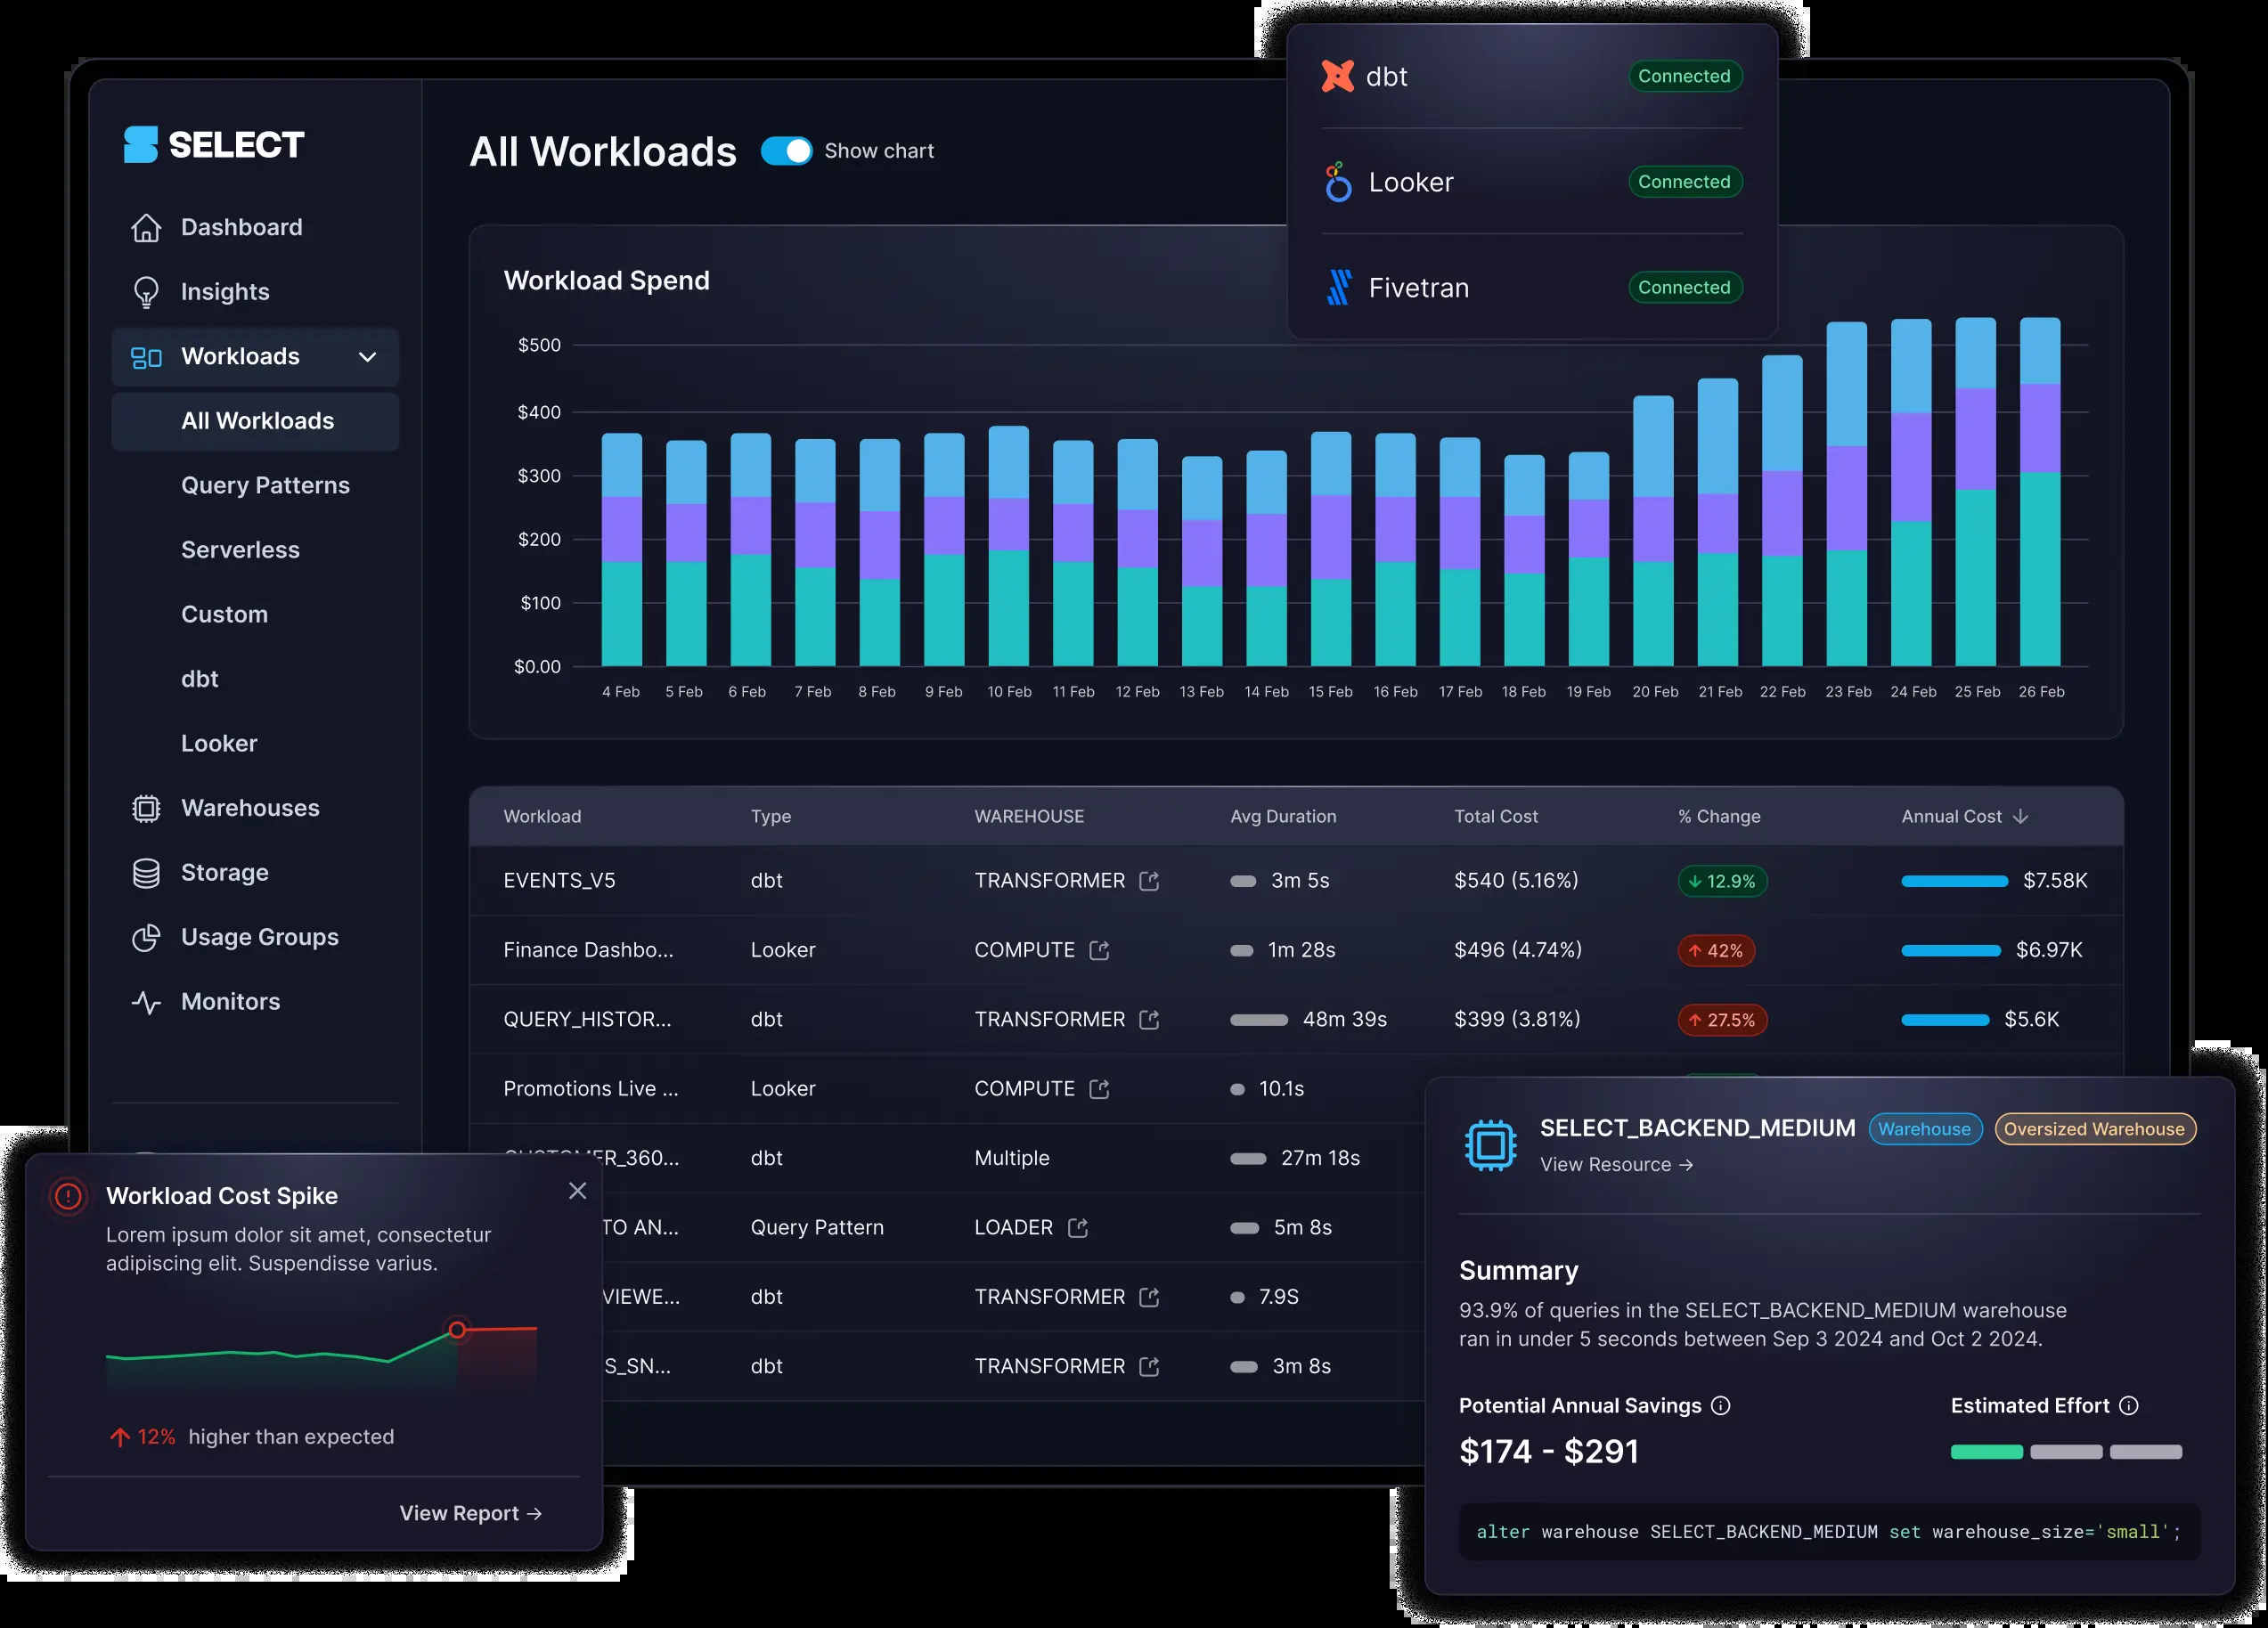 dbt Connected
Looker Connected
Fivetran Connected
SELECT
Dashboard
Insights
Workloads
All Workloads
Query Patterns
Serverless
Custom
dbt
Looker
Warehouses
Storage
Usage Groups
Monitors
All Workloads Show chart
Workload Spend
$500
$400
$300
$200
$100
$0.00
4 Feb 5 Feb 6 Feb 7 Feb 8 Feb 9 Feb 10 Feb 11 Feb 12 Feb 13 Feb 14 Feb 15 Feb 16 Feb 17 Feb 18 Feb 19 Feb 20 Feb 21 Feb 22 Feb 23 Feb 24 Feb 25 Feb 26 Feb
Workload Type WAREHOUSE Avg Duration Total Cost % Change Annual Cost ↓
EVENTS_V5 dbt TRANSFORMER 3m 5s $540 (5.16%) ↓ 12.9% $7.58K
Finance Dashbo... Looker COMPUTE 1m 28s $496 (4.74%) ↑ 42% $6.97K
QUERY_HISTOR... dbt TRANSFORMER 48m 39s $399 (3.81%) ↑ 27.5% $5.6K
Promotions Live ... Looker COMPUTE 10.1s
CUSTOMER_360... dbt Multiple 27m 18s
TO AN... Query Pattern LOADER 5m 8s
VIEWE... dbt TRANSFORMER 7.9S
S_SN... dbt TRANSFORMER 3m 8s
Workload Cost Spike
Lorem ipsum dolor sit amet, consectetur
adipiscing elit. Suspendisse varius.
↑ 12% higher than expected
View Report →
SELECT_BACKEND_MEDIUM Warehouse Oversized Warehouse
View Resource →
Summary
93.9% of queries in the SELECT_BACKEND_MEDIUM warehouse
ran in under 5 seconds between Sep 3 2024 and Oct 2 2024.
Potential Annual Savings Estimated Effort
$174 - $291
alter warehouse SELECT_BACKEND_MEDIUM set warehouse_size='small';